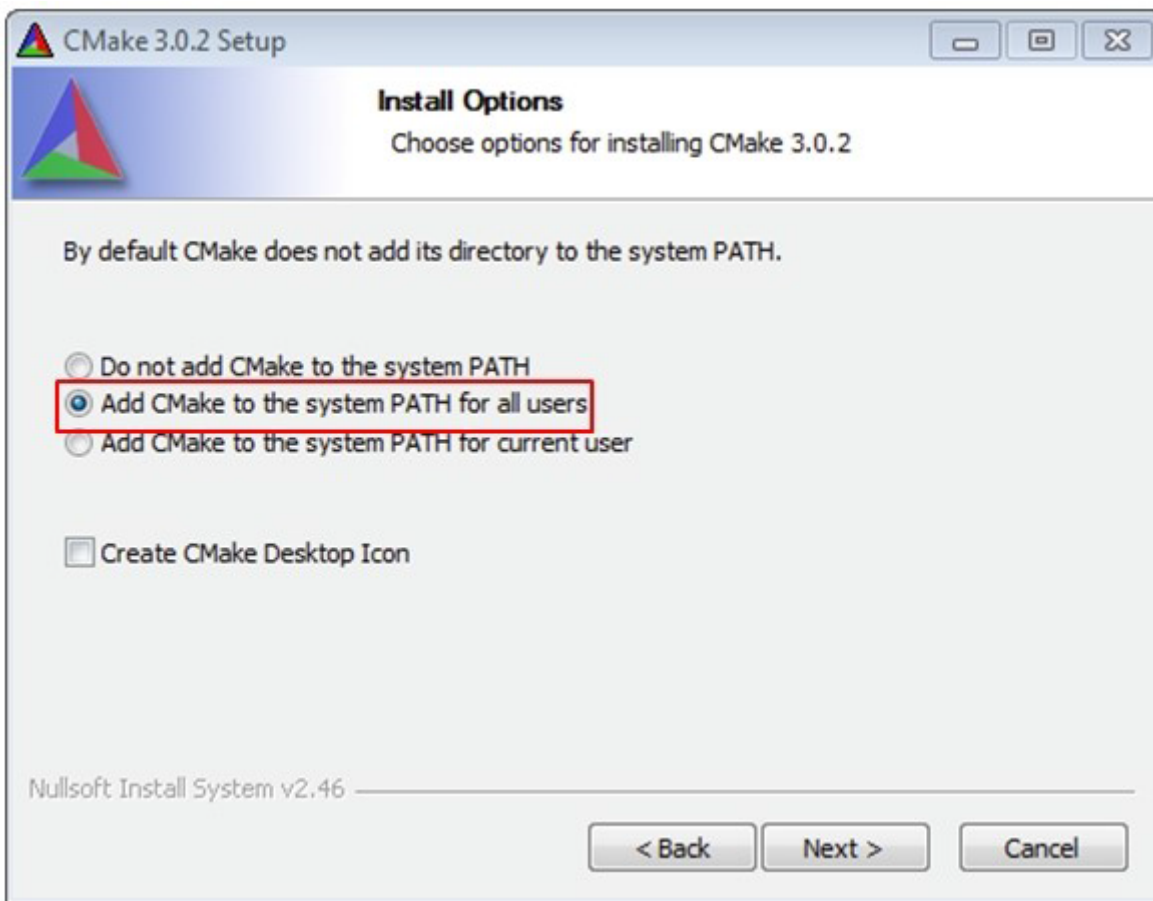 CMake 3.0.2 Setup
Install Options
Choose options for installing CMake 3.0.2
By default CMake does not add its directory to the system PATH.
Do not add CMake to the system PATH
Add CMake to the system PATH for all users
Add CMake to the system PATH for current user
Create CMake Desktop Icon
Nullsoft Install System v2.46
< Back Next > Cancel